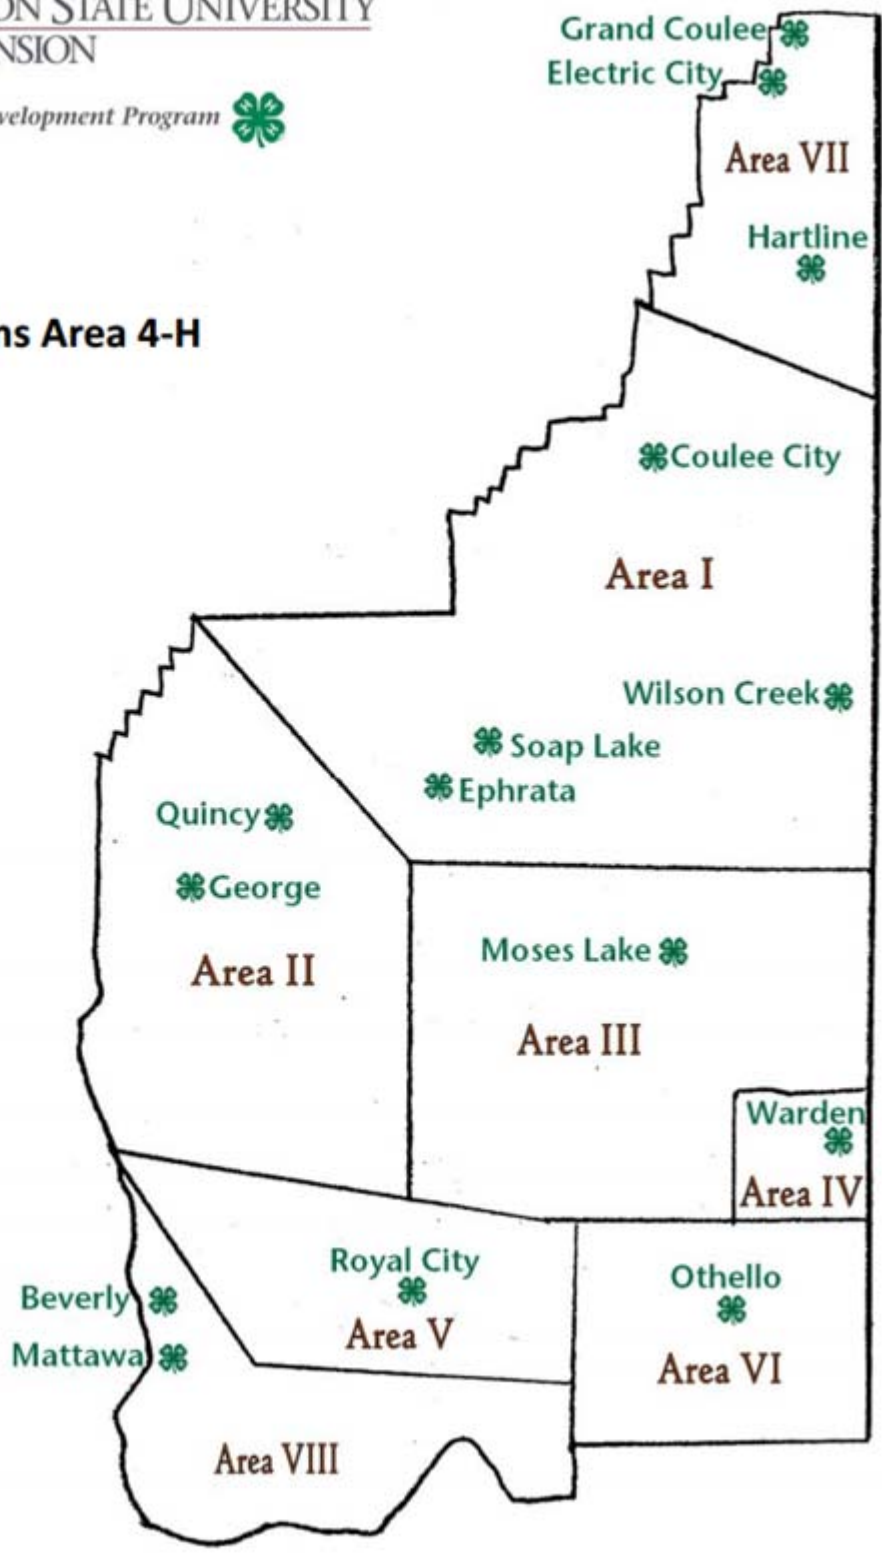 ON STATE UNIVERSITY
NSION
velopment Program
H H H H
ns Area 4-H
Grand Coulee
Electric City
Area VII
Hartline
Coulee City
Area I
Wilson Creek
Soap Lake
Ephrata
Quincy
George
Area II
Moses Lake
Area III
Warden
Area IV
Royal City
Area V
Othello
Area VI
Beverly
Mattawa
Area VIII